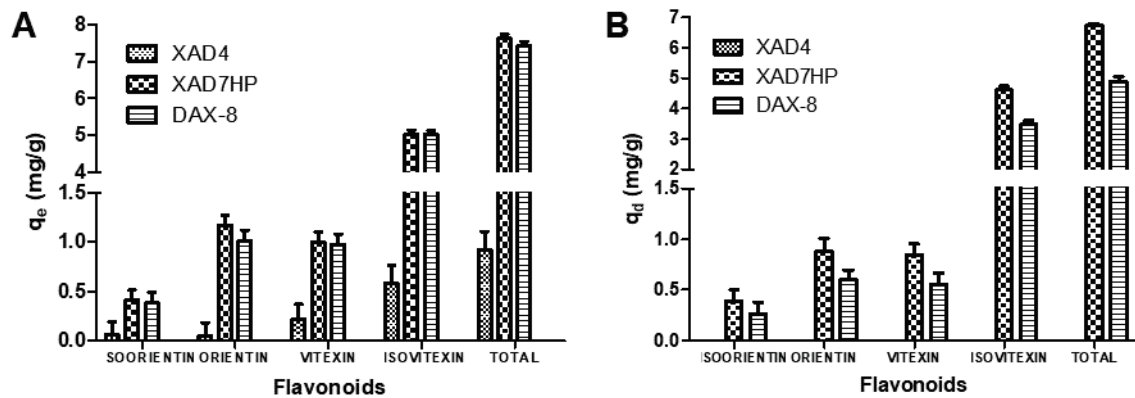 A
8
7
6
5
4
1.5
1.0
0.5
0.0
qe (mg/g)
XAD4
XAD7HP
DAX-8
SOORIENTIN ORIENTIN VITEXIN ISOVITEXIN TOTAL
Flavonoids
B
7
6
5
4
3
2
1.5
1.0
0.5
0.0
qd (mg/g)
XAD4
XAD7HP
DAX-8
ISOORIENTIN ORIENTIN VITEXIN ISOVITEXIN TOTAL
Flavonoids